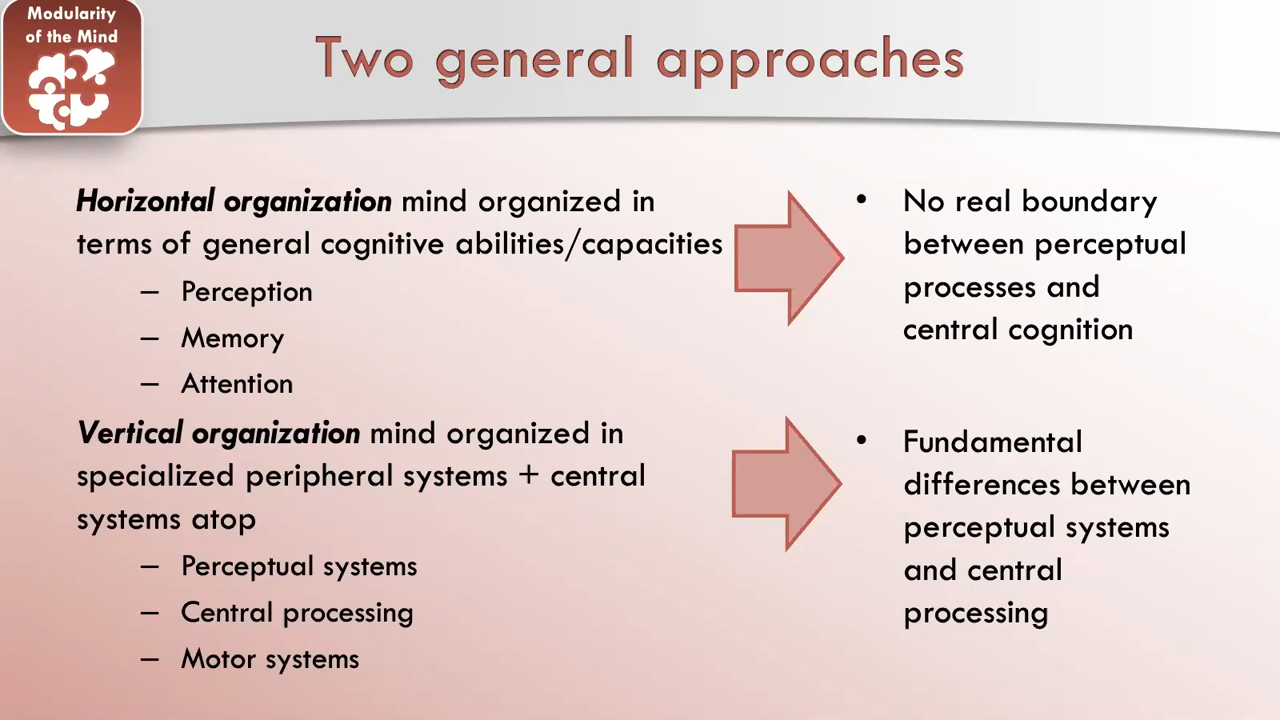 Modularity
of the Mind
Two general approaches
Horizontal organization mind organized in
terms of general cognitive abilities/capacities
– Perception
– Memory
– Attention
• No real boundary
between perceptual
processes and
central cognition
Vertical organization mind organized in
specialized peripheral systems + central
systems atop
– Perceptual systems
– Central processing
– Motor systems
• Fundamental
differences between
perceptual systems
and central
processing